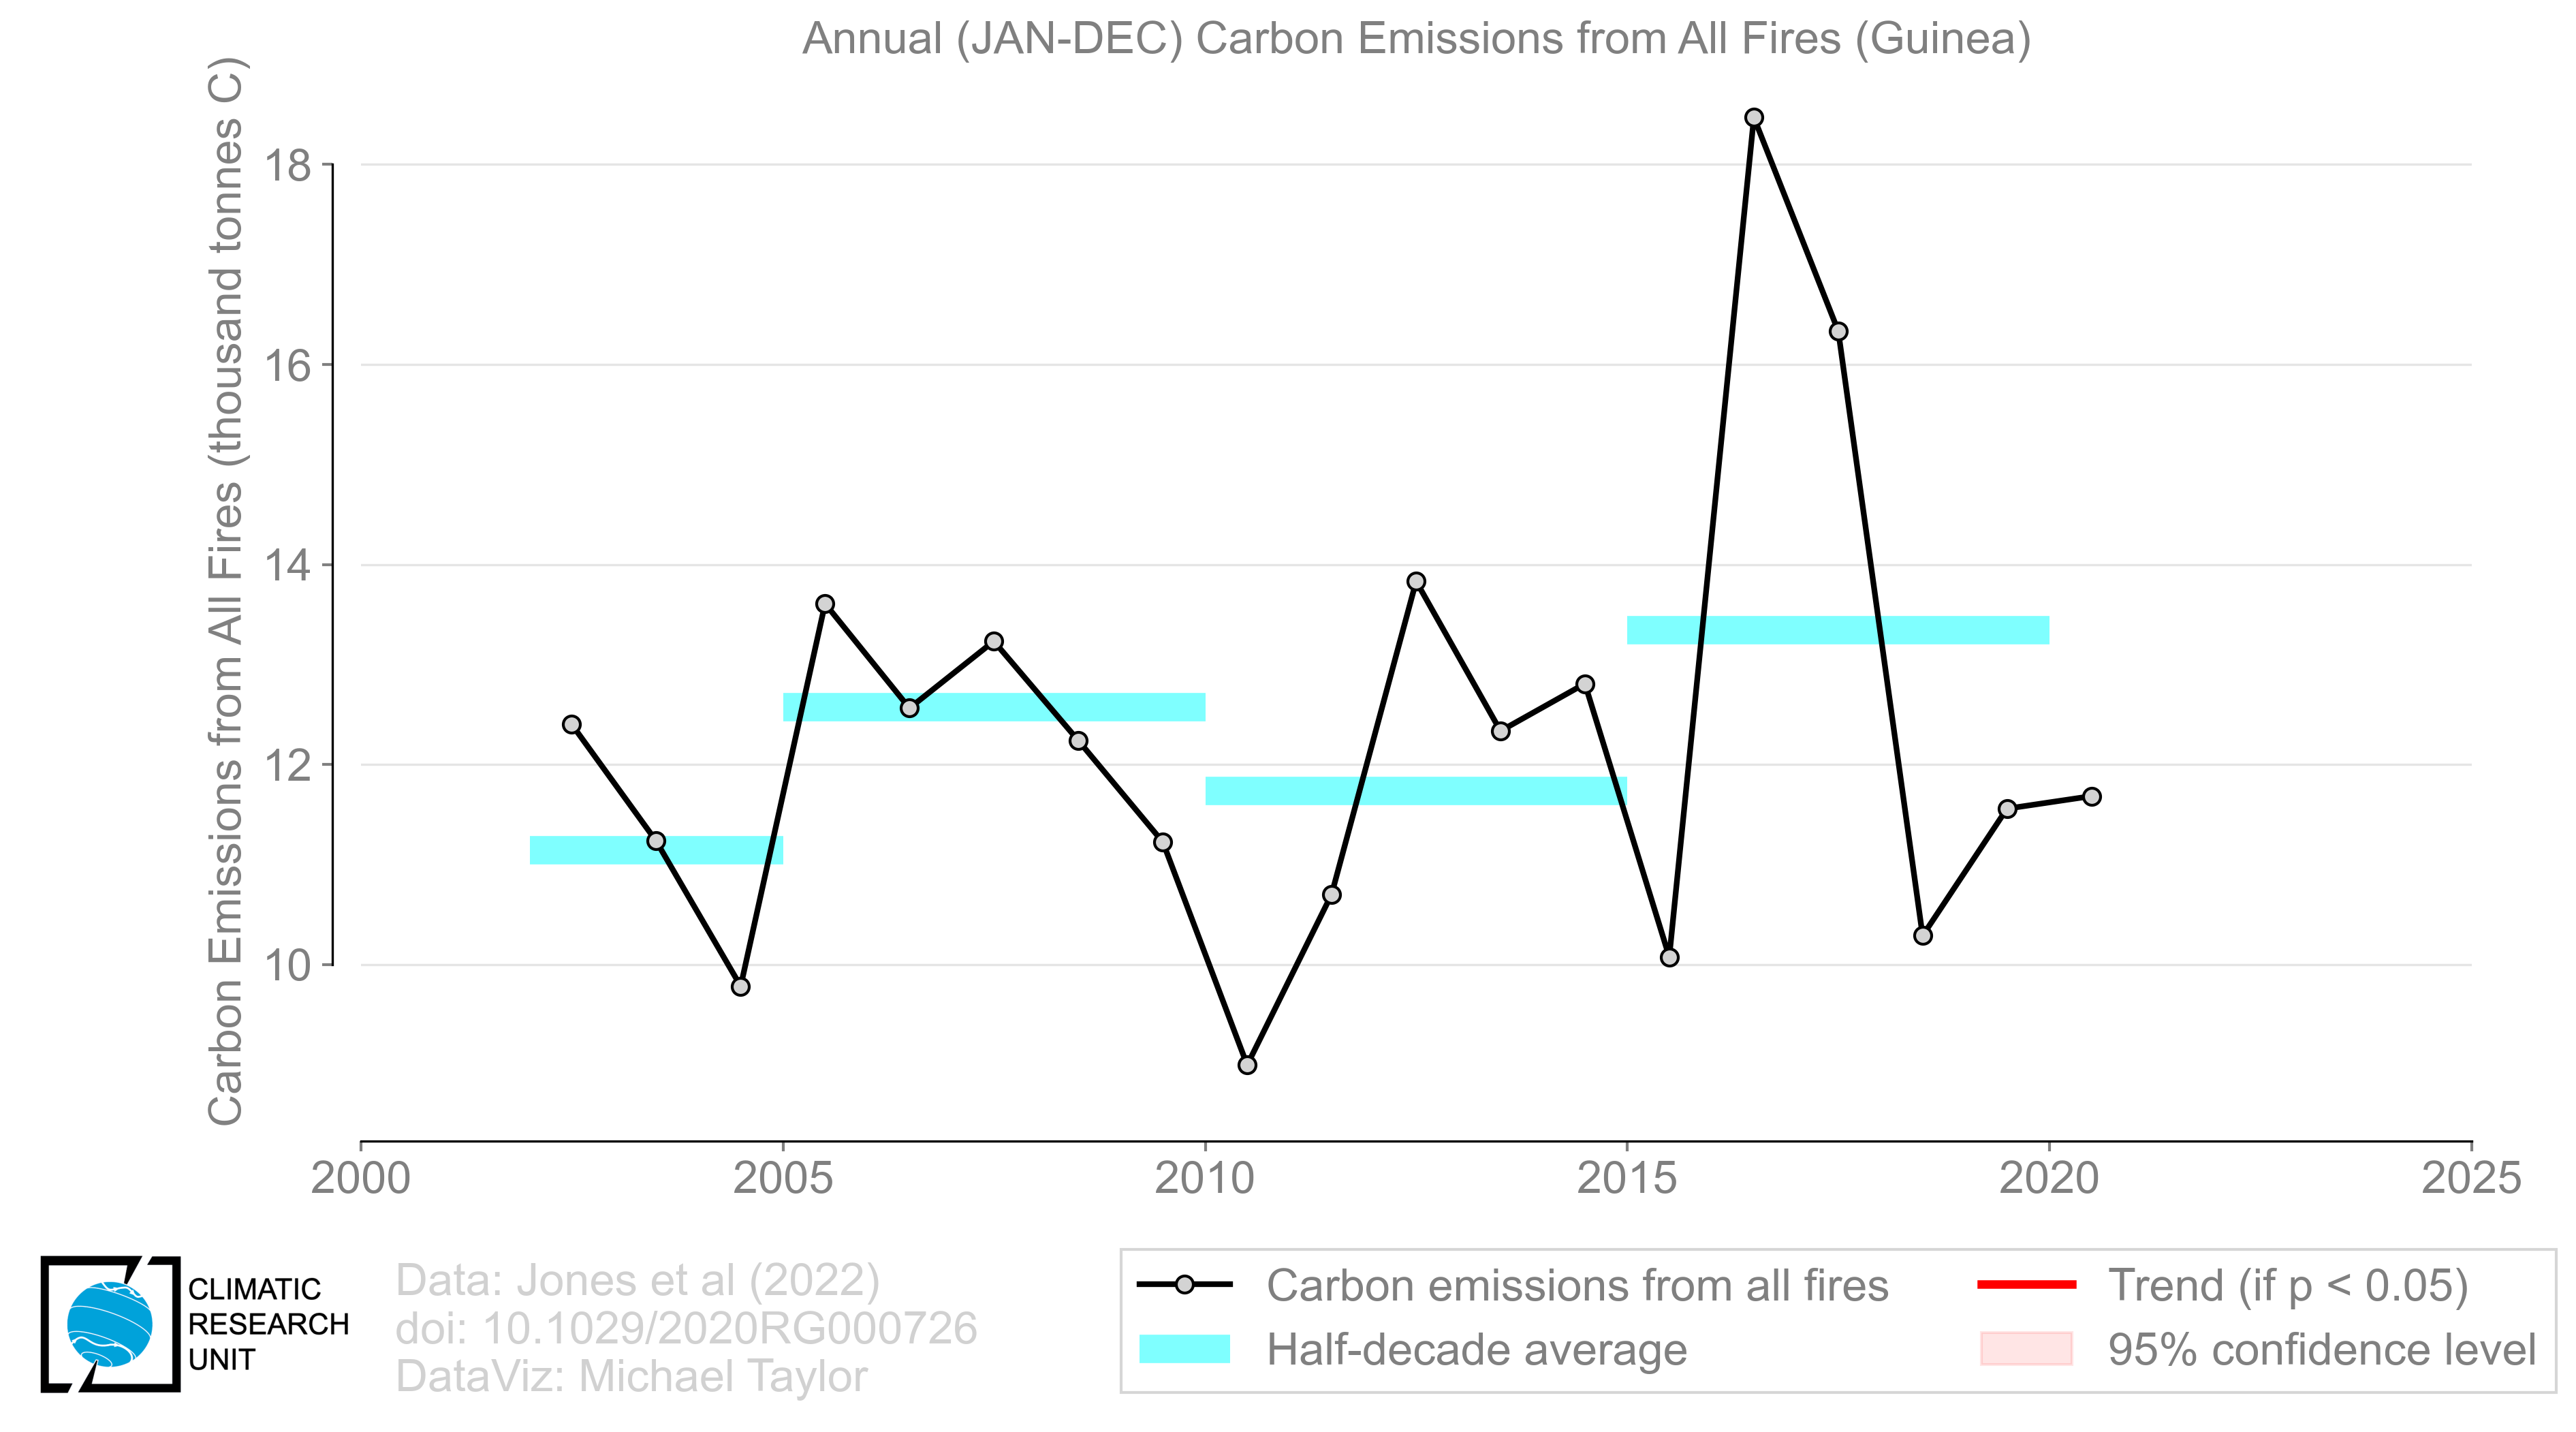 Annual (JAN-DEC) Carbon Emissions from All Fires (Guinea)
Carbon Emissions from All Fires (thousand tonnes C)
18
16
14
12
10
2000 2005 2010 2015 2020 2025
CLIMATIC
RESEARCH
UNIT
Data: Jones et al (2022)
doi: 10.1029/2020RG000726
DataViz: Michael Taylor
Carbon emissions from all fires
Half-decade average
Trend (if p < 0.05)
95% confidence level